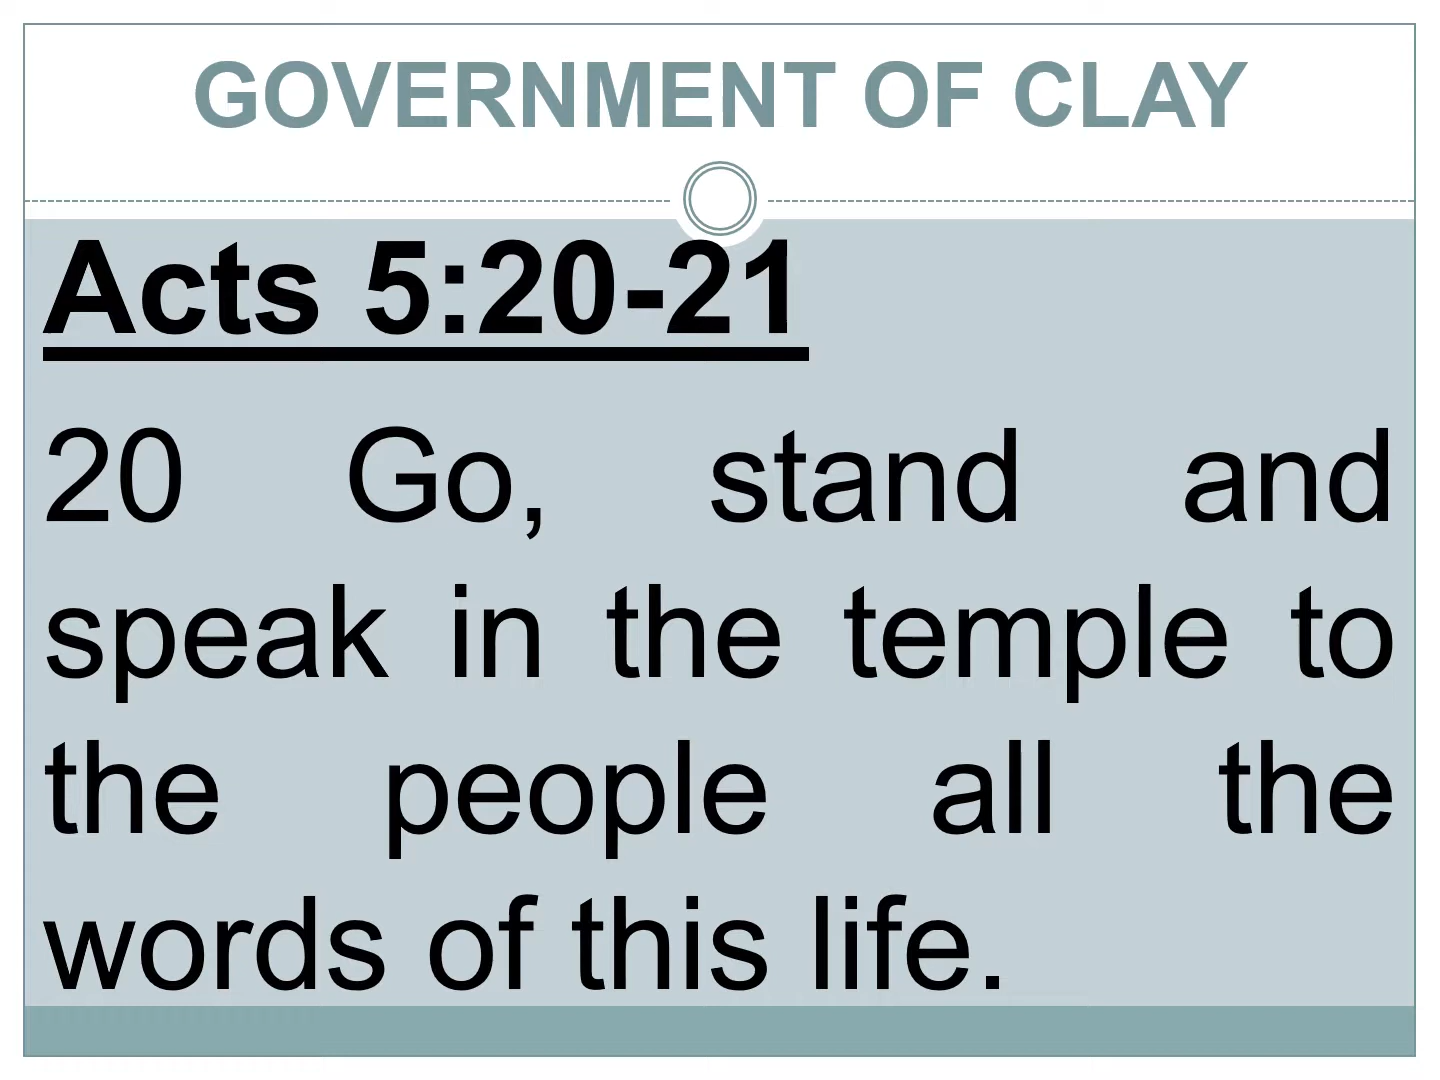 GOVERNMENT OF CLAY
Acts 5:20-21
20 Go, stand and
speak in the temple to
the people all the
words of this life.